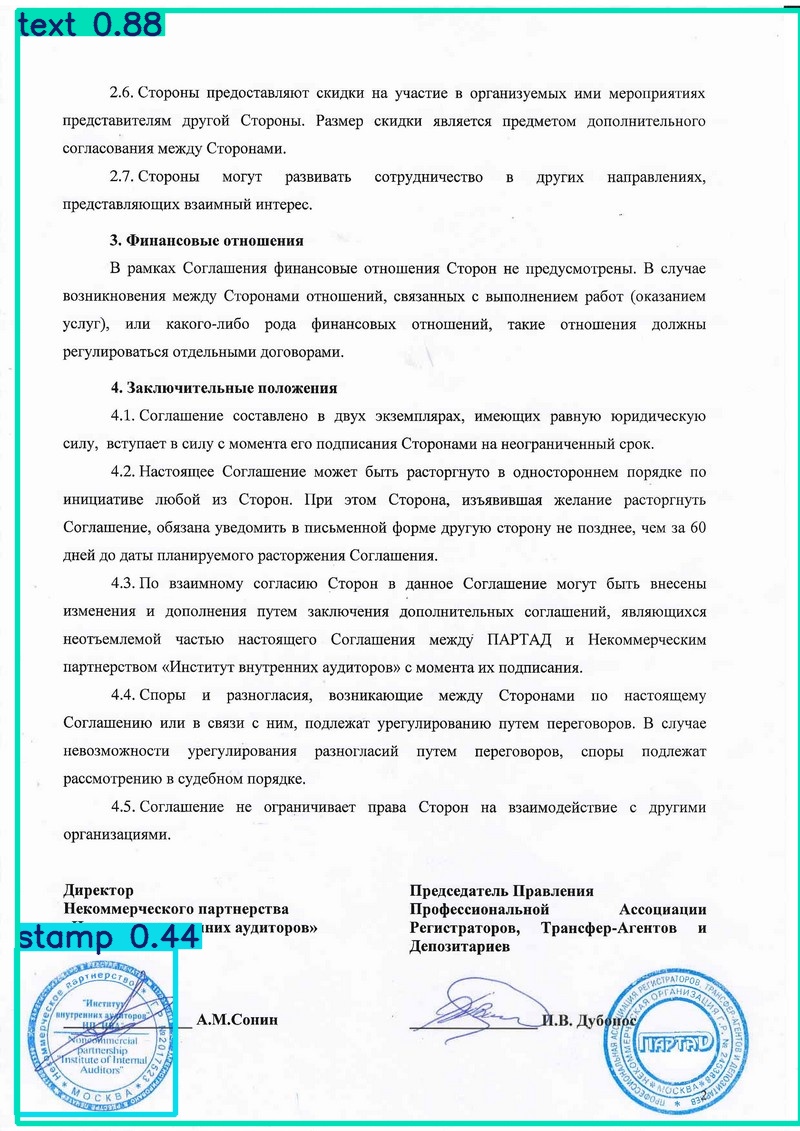 text 0.88
2.6. Стороны предоставляют скидки на участие в организуемых ими мероприятиях
представителям другой Стороны. Размер скидки является предметом дополнительного
согласования между Сторонами.
2.7. Стороны могут развивать сотрудничество в других направлениях,
представляющих взаимный интерес.
3. Финансовые отношения
В рамках Соглашения финансовые отношения Сторон не предусмотрены. В случае
возникновения между Сторонами отношений, связанных с выполнением работ (оказанием
услуг), или какого-либо рода финансовых отношений, такие отношения должны
регулироваться отдельными договорами.
4. Заключительные положения
4.1. Соглашение составлено в двух экземплярах, имеющих равную юридическую
силу, вступает в силу с момента его подписания Сторонами на неограниченный срок.
4.2. Настоящее Соглашение может быть расторгнуто в одностороннем порядке по
инициативе любой из Сторон. При этом Сторона, изъявившая желание расторгнуть
Соглашение, обязана уведомить в письменной форме другую сторону не позднее, чем за 60
дней до даты планируемого расторжения Соглашения.
4.3. По взаимному согласию Сторон в данное Соглашение могут быть внесены
изменения и дополнения путем заключения дополнительных соглашений, являющихся
неотъемлемой частью настоящего Соглашения между ПАРТАД и Некоммерческим
партнерством «Институт внутренних аудиторов» с момента их подписания.
4.4. Споры и разногласия, возникающие между Сторонами по настоящему
Соглашению или в связи с ним, подлежат урегулированию путем переговоров. В случае
невозможности урегулирования разногласий путем переговоров, споры подлежат
рассмотрению в судебном порядке.
4.5. Соглашение не ограничивает права Сторон на взаимодействие с другими
организациями.
Директор
Некоммерческого партнерства
аудиторов»
stamp 0.44
А.М.Сонин
Председатель Правления
Профессиональной Ассоциации
Регистраторов, Трансфер-Агентов и
Депозитариев
П.В. Дубонос
Некоммерческое партнерство
"Институт
внутренних аудиторов"
Noncommercial
partnership
"Institute of Internal
Auditors"
МОСКВА
ПРОФЕССИОНАЛЬНАЯ АССОЦИАЦИЯ РЕГИСТРАТОРОВ, ТРАНСФЕР-АГЕНТОВ И ДЕПОЗИТАРИЕВ
НЕКОММЕРЧЕСКАЯ ОРГАНИЗАЦИЯ
ПАРТАД
МОСКВА
2